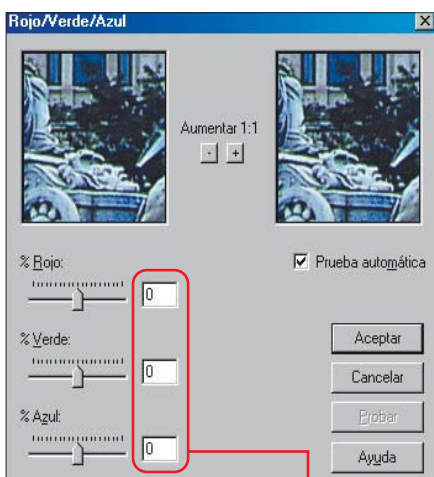 Rojo/Verde/Azul
Aumentar 1:1
- +
% Rojo:
0
Prueba automática
% Verde:
0
Aceptar
Cancelar
% Azul:
0
Probar
Ayuda